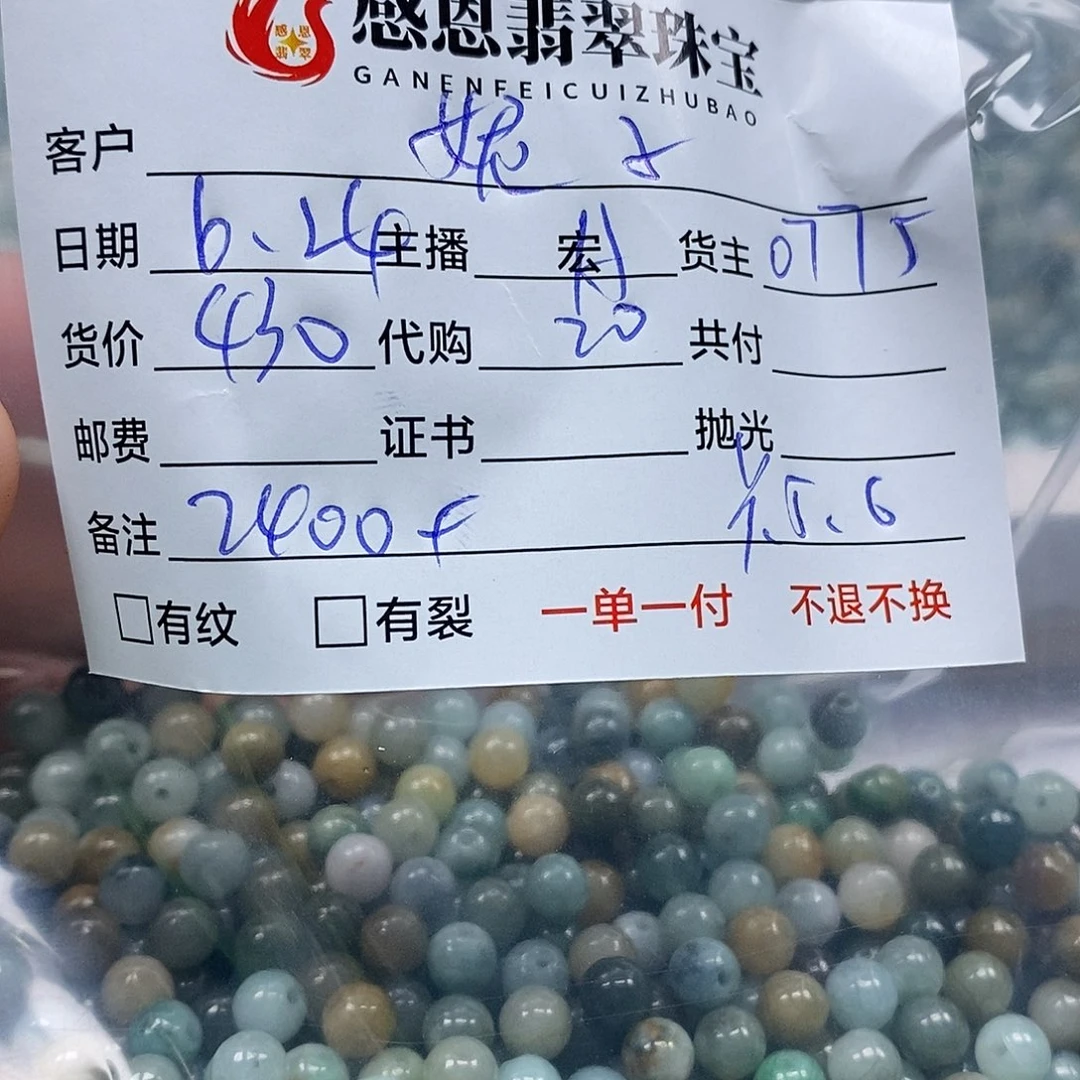 感恩翡翠珠宝
GANENFEICUIZHUBAO
客户 妮子
日期 6、24 主播 宏 货主 0775
货价 430 代购 20 共付
邮费 证书 抛光
备注 2400+ 5、6
□有纹 □有裂 一单一付 不退不换